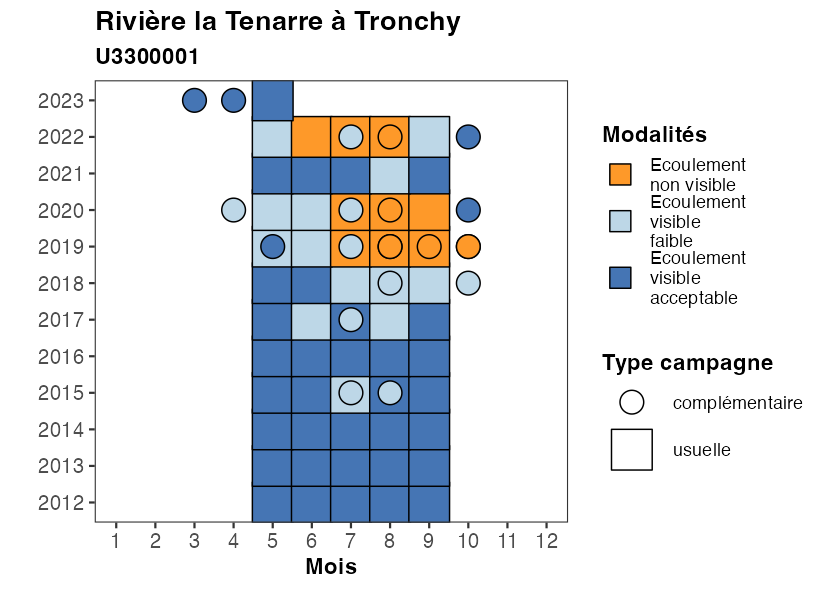 Rivière la Tenarre à Tronchy
U3300001
2023
2022
2021
2020
2019
2018
2017
2016
2015
2014
2013
2012
1 2 3 4 5 6 7 8 9 10 11 12
Mois
Modalités
Ecoulement
non visible
Ecoulement
visible
faible
Ecoulement
visible
acceptable
Type campagne
complémentaire
usuelle